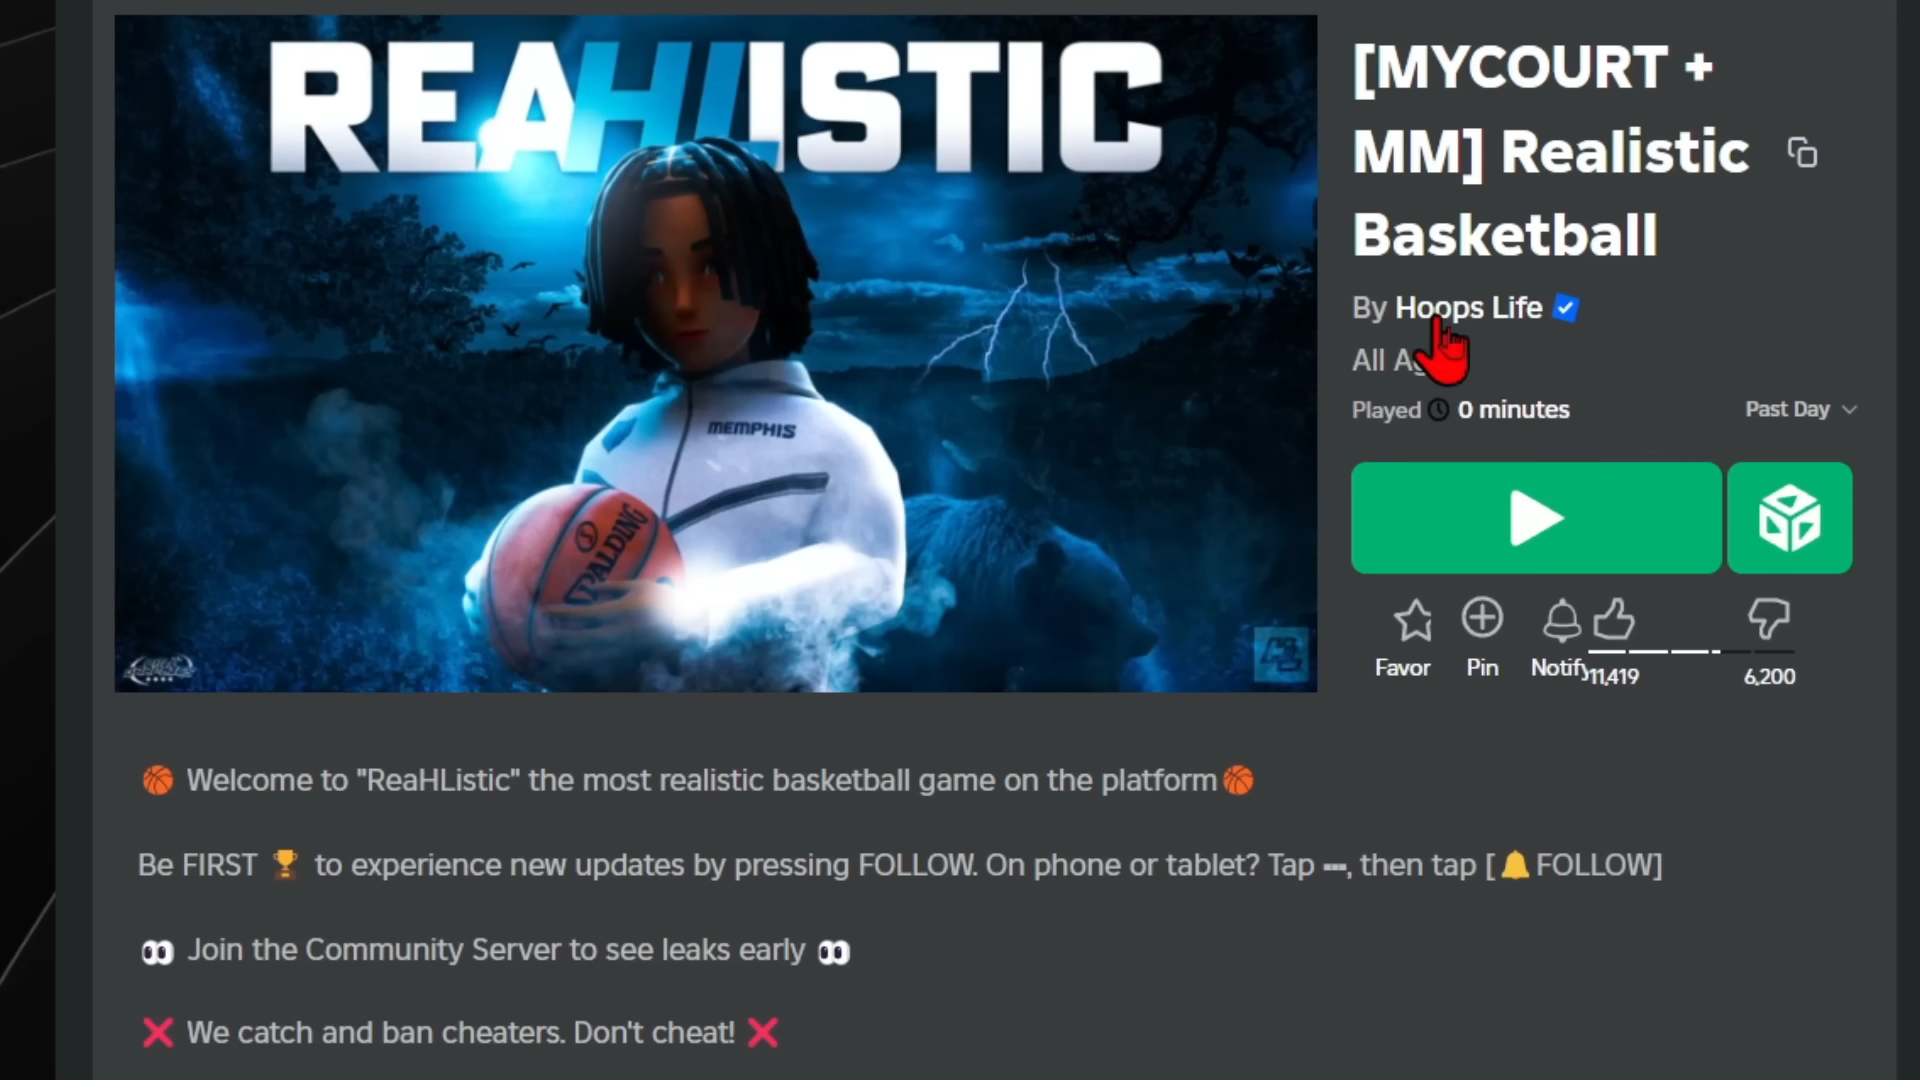 REAHLISTIC
MEMPHIS
SPALDING
[MYCOURT +
MM] Realistic
Basketball
By Hoops Life
All Ag
Played 0 minutes
Past Day
Favor Pin Notify 11,419 6,200
🏀 Welcome to "ReaHListic" the most realistic basketball game on the platform🏀
Be FIRST 🏆 to experience new updates by pressing FOLLOW. On phone or tablet? Tap ┅, then tap [🔔FOLLOW]
👀 Join the Community Server to see leaks early 👀
❌ We catch and ban cheaters. Don't cheat! ❌